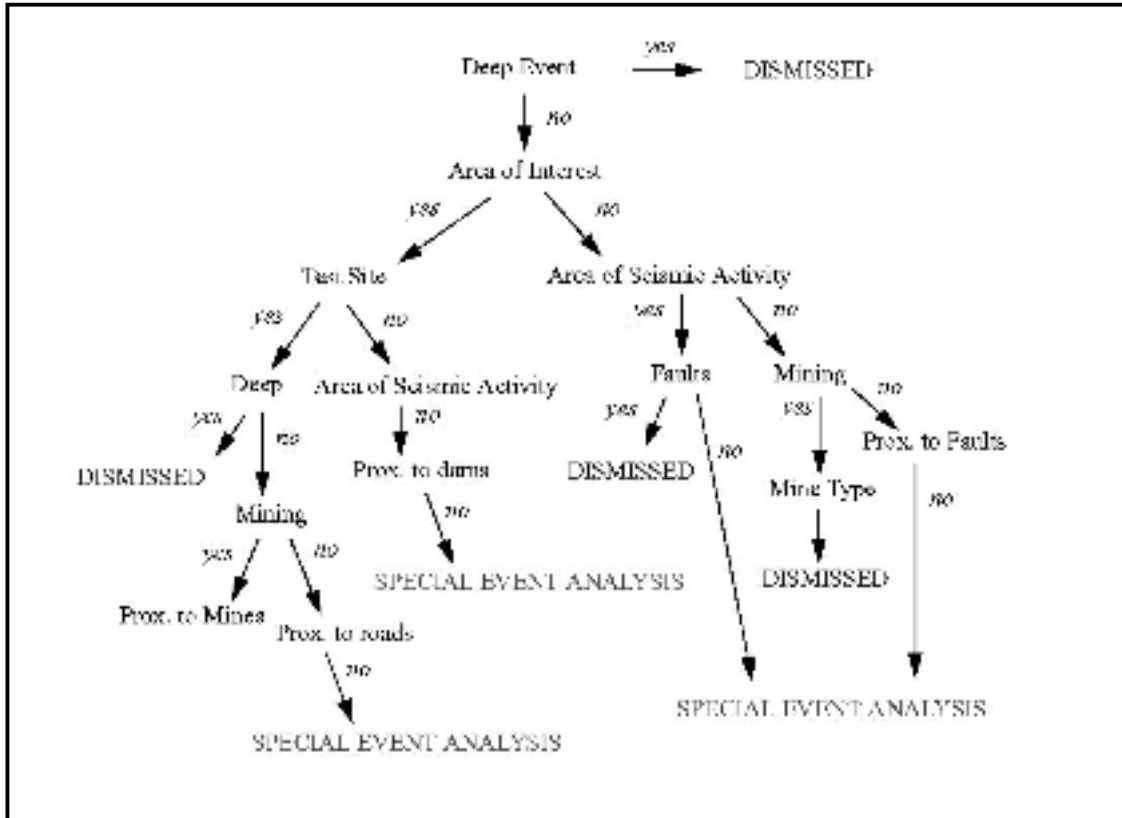 yes
Deep Event DISMISSED
no
Area of Interest
yes no
Test Site Area of Seismic Activity
yes no yes no
Deep Area of Seismic Activity Faults Mining
yes no no yes yes no
DISMISSED Prox. to dams DISMISSED no Prox. to Faults
Mining no Mine Type no
yes no SPECIAL EVENT ANALYSIS DISMISSED
Prox. to Mines Prox. to roads
no
SPECIAL EVENT ANALYSIS SPECIAL EVENT ANALYSIS